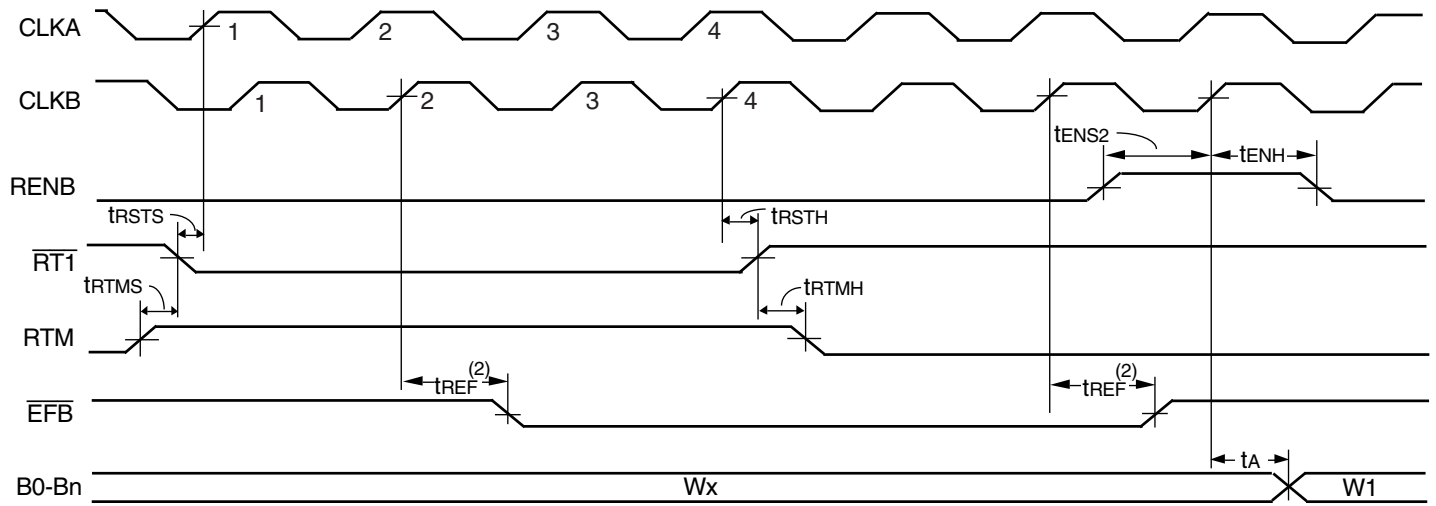 CLKA 1 2 3 4
CLKB 1 2 3 4
tENS2
tENH
RENB
tRSTS
tRSTH
RT1
tRTMS
tRTMH
RTM
tREF(2)
tREF(2)
EFB
tA
B0-Bn Wx W1